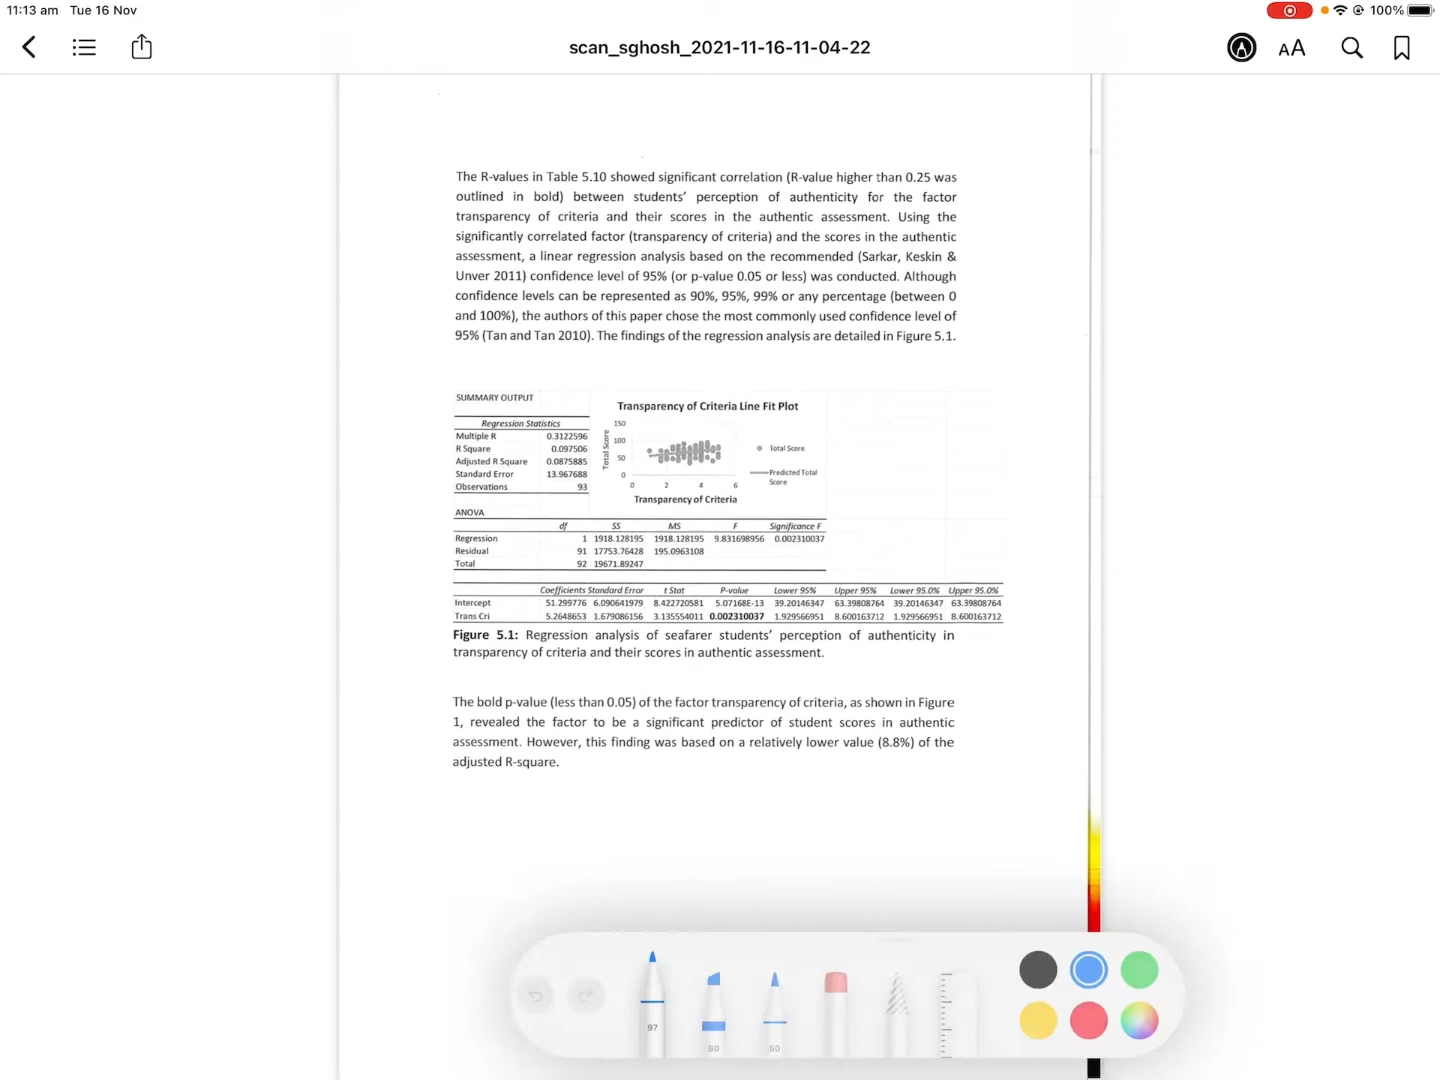 11:13 am Tue 16 Nov
100%
scan_sghosh_2021-11-16-11-04-22
AA
The R-values in Table 5.10 showed significant correlation (R-value higher than 0.25 was
outlined in bold) between students' perception of authenticity for the factor
transparency of criteria and their scores in the authentic assessment. Using the
significantly correlated factor (transparency of criteria) and the scores in the authentic
assessment, a linear regression analysis based on the recommended (Sarkar, Keskin &
Unver 2011) confidence level of 95% (or p-value 0.05 or less) was conducted. Although
confidence levels can be represented as 90%, 95%, 99% or any percentage (between 0
and 100%), the authors of this paper chose the most commonly used confidence level of
95% (Tan and Tan 2010). The findings of the regression analysis are detailed in Figure 5.1.
SUMMARY OUTPUT
Regression Statistics
Multiple R 0.3122596
R Square 0.097506
Adjusted R Square 0.0875885
Standard Error 13.967688
Observations 93
Transparency of Criteria Line Fit Plot
Total Score
150
100
50
0
0 2 4 6
Transparency of Criteria
Total Score
Predicted Total
Score
ANOVA
df SS MS F Significance F
Regression 1 1918.128195 1918.128195 9.831698956 0.002310037
Residual 91 17753.76428 195.0963108
Total 92 19671.89247
Coefficients Standard Error t Stat P-value Lower 95% Upper 95% Lower 95.0% Upper 95.0%
Intercept 51.299776 6.090641979 8.422720581 5.07168E-13 39.20146347 63.39808764 39.20146347 63.39808764
Trans Cri 5.2648653 1.679086156 3.135554011 0.002310037 1.929566951 8.600163712 1.929566951 8.600163712
Figure 5.1: Regression analysis of seafarer students' perception of authenticity in
transparency of criteria and their scores in authentic assessment.
The bold p-value (less than 0.05) of the factor transparency of criteria, as shown in Figure
1, revealed the factor to be a significant predictor of student scores in authentic
assessment. However, this finding was based on a relatively lower value (8.8%) of the
adjusted R-square.
97
80
50